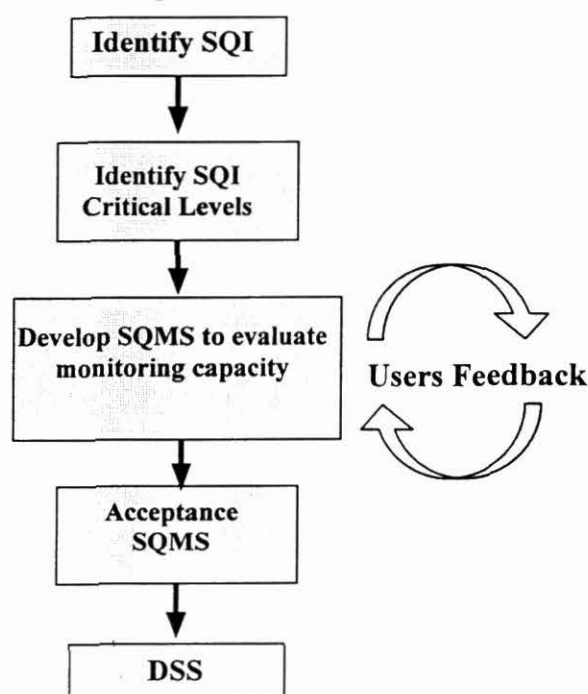 Identify SQI
Identify SQI
Critical Levels
Develop SQMS to evaluate
monitoring capacity
Users Feedback
Acceptance
SQMS
DSS